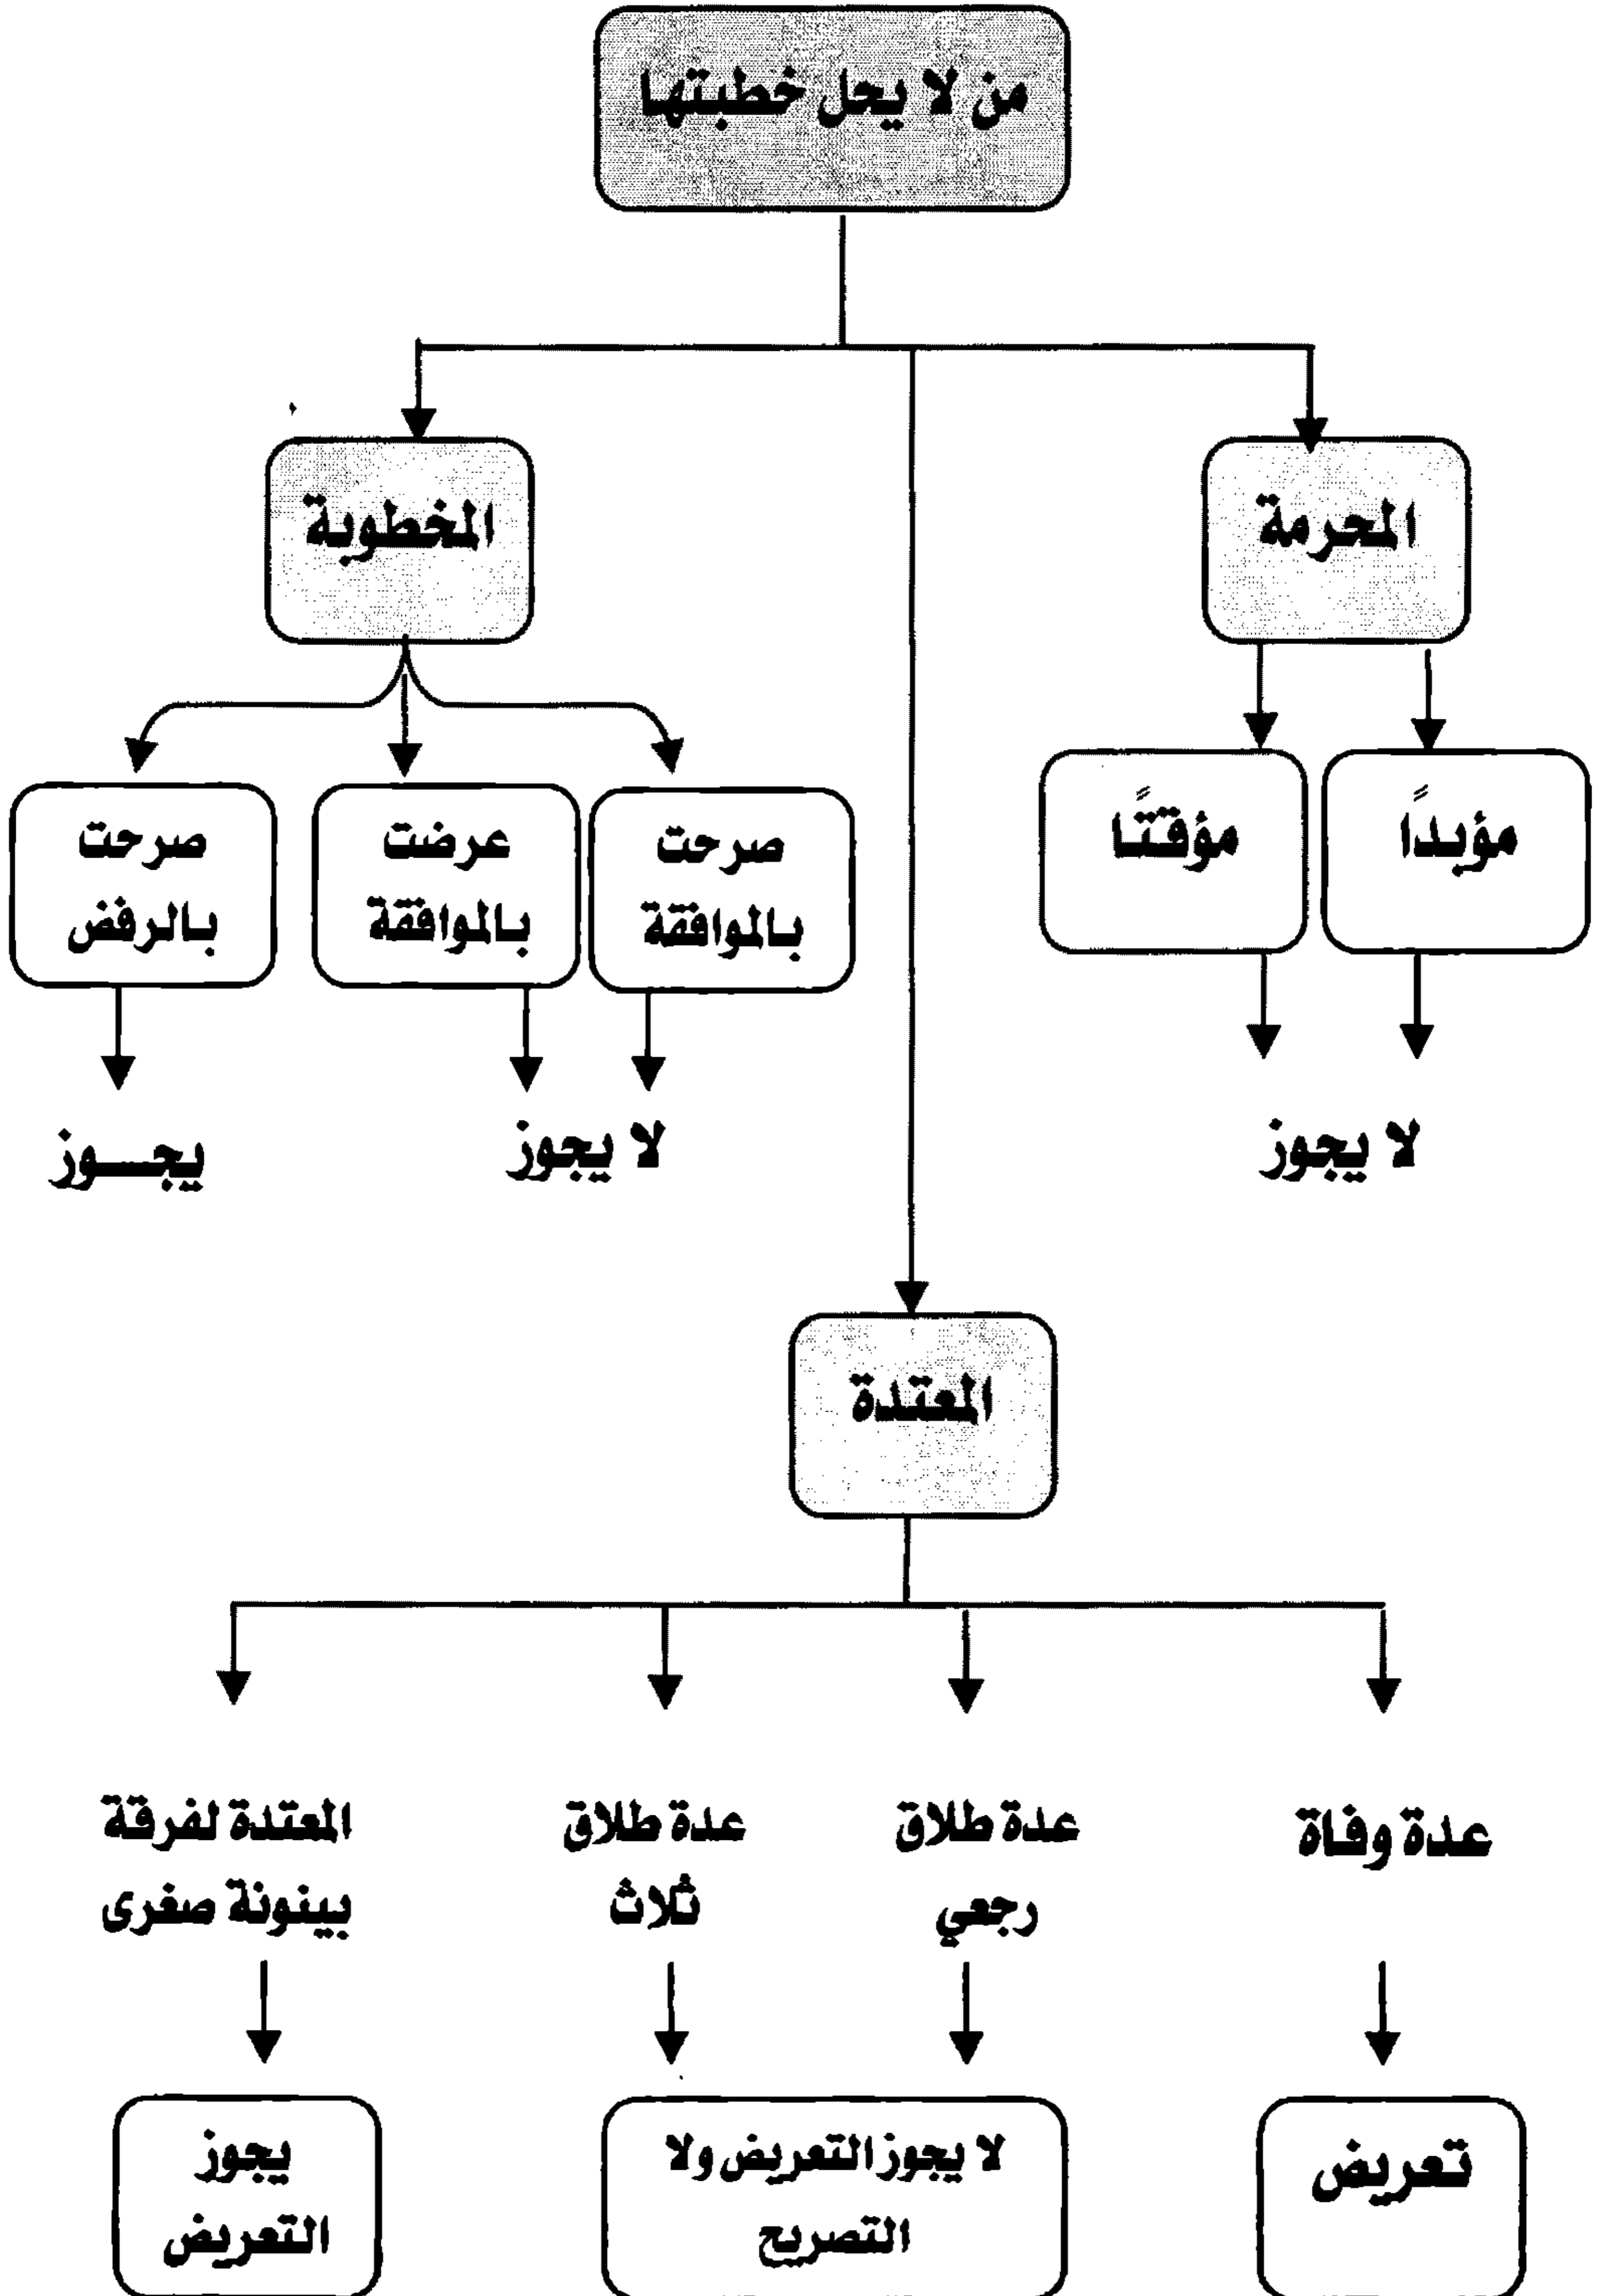 من لا يحل خطبتها
المحرمة
المخطوبة
مؤبدًا
مؤقتًا
صرحت
بالموافقة
عرضت
بالموافقة
صرحت
بالرفض
لا يجوز
لا يجوز
يجـــوز
المعتدة
عدة وفاة
عدة طلاق
رجعي
عدة طلاق
ثلاث
المعتدة لفرقة
بينونة صغرى
تعريض
لا يجوز التعريض ولا
التصريح
يجوز
التعريض